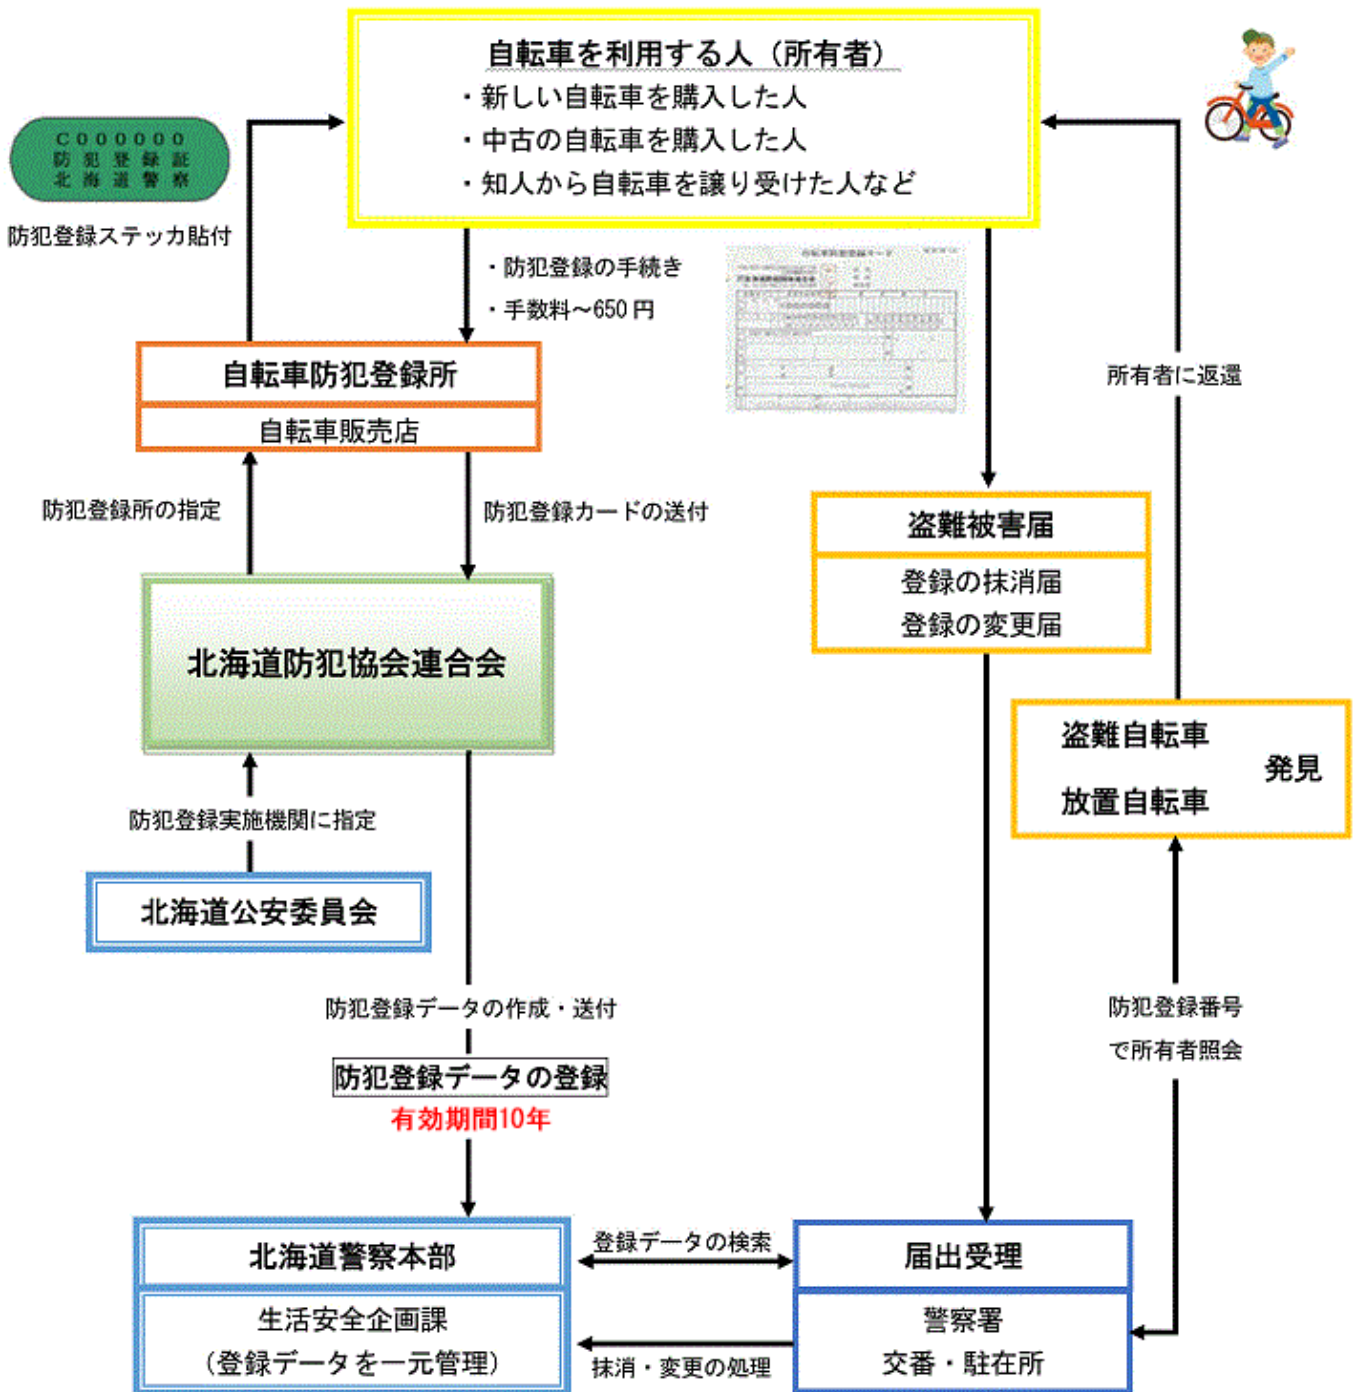 自転車を利用する人（所有者）
・新しい自転車を購入した人
・中古の自転車を購入した人
・知人から自転車を譲り受けた人など
C000000
防犯登録証
北海道警察
防犯登録ステッカ貼付
・防犯登録の手続き
・手数料～650円
自転車防犯登録カード
所有者に返還
自転車防犯登録所
自転車販売店
防犯登録所の指定
防犯登録カードの送付
盗難被害届
登録の抹消届
登録の変更届
北海道防犯協会連合会
盗難自転車
放置自転車
発見
防犯登録実施機関に指定
北海道公安委員会
防犯登録データの作成・送付
防犯登録データの登録
有効期間10年
防犯登録番号
で所有者照会
北海道警察本部
生活安全企画課
（登録データを一元管理）
登録データの検索
抹消・変更の処理
届出受理
警察署
交番・駐在所